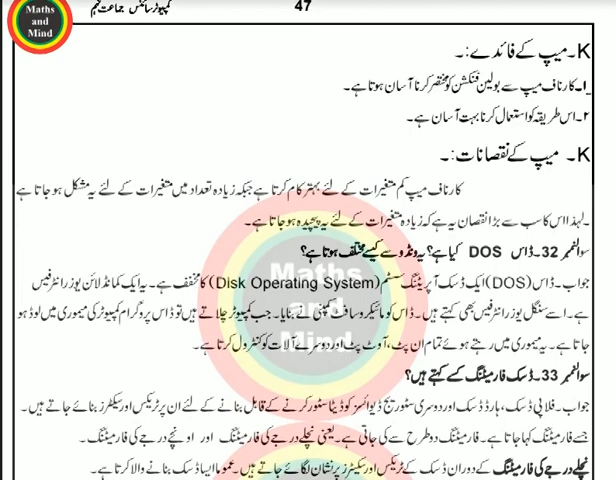 Maths
and
Mind
47
کمپیوٹر سائنس جماعت نہم
K۔ میپ کے فائدے:۔
۱۔ کارناف میپ سے بولین فنکشن کو مختصر کرنا آسان ہوتا ہے۔
۲۔ اس طریقہ کو استعمال کرنا بہت آسان ہے۔
K۔ میپ کے نقصانات:۔
کارناف میپ کم متغیرات کے لئے بہتر کام کرتا ہے جبکہ زیادہ تعداد میں متغیرات کے لئے یہ مشکل ہو جاتا ہے
۔ لہٰذا اس کا سب سے بڑا نقصان یہ ہے کہ زیادہ متغیرات کے لئے یہ پیچیدہ ہو جاتا ہے۔
سوال نمبر 32۔ ڈاس DOS کیا ہے؟ یہ ونڈو سے کیسے مختلف ہوتا ہے؟
جواب۔ ڈاس (DOS) ایک ڈسک آپریٹنگ سسٹم (Disk Operating System) کا مخفف ہے۔ یہ ایک کمانڈ لائن یوزر انٹرفیس
ہے۔ اسے سنگل یوزر انٹرفیس بھی کہتے ہیں۔ ڈاس کو مائیکروسافٹ کمپنی نے بنایا۔ جب کمپیوٹر چلاتے ہیں تو ڈاس پروگرام کمپیوٹر کی میموری میں لوڈ ہو
جاتا ہے۔ یہ میموری میں رہتے ہوئے تمام ان پٹ، آوٹ پٹ اور دوسرے آلات کو کنٹرول کرتا ہے۔
سوال نمبر 33۔ ڈسک فارمیٹنگ کسے کہتے ہیں؟
جواب۔ فلاپی ڈسک، ہارڈ ڈسک اور دوسری سٹوریج ڈیوائسز کو ڈیٹا سٹور کرنے کے قابل بنانے کے لئے ان پر ٹریکس اور سیکٹرز بنائے جاتے ہیں۔
جسے فارمیٹنگ کہا جاتا ہے۔ فارمیٹنگ دو طرح سے کی جاتی ہے۔ یعنی نچلے درجے کی فارمیٹنگ اور اونچے درجے کی فارمیٹنگ۔
نچلے درجے کی فارمیٹنگ کے دوران ڈسک کے ٹریکس اور سیکٹرز پر نشان لگائے جاتے ہیں۔ عموماً ایسا ڈسک بنانے والا کرتا ہے۔
Maths
and
Mind